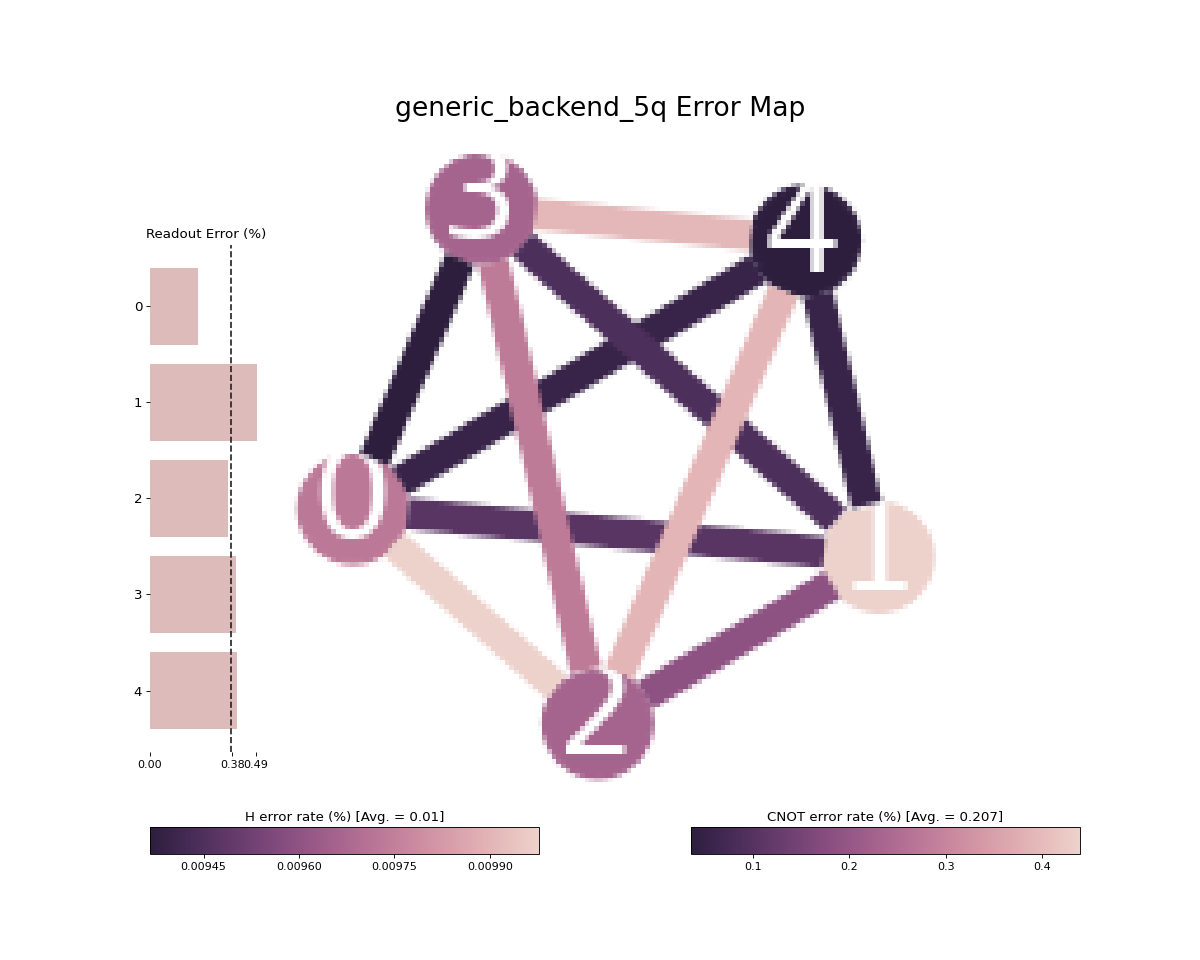 generic_backend_5q Error Map
3
4
Readout Error (%)
0
1
2
3
4
0
1
2
0.00 0.38 0.49
H error rate (%) [Avg. = 0.01]
0.00945 0.00960 0.00975 0.00990
CNOT error rate (%) [Avg. = 0.207]
0.1 0.2 0.3 0.4